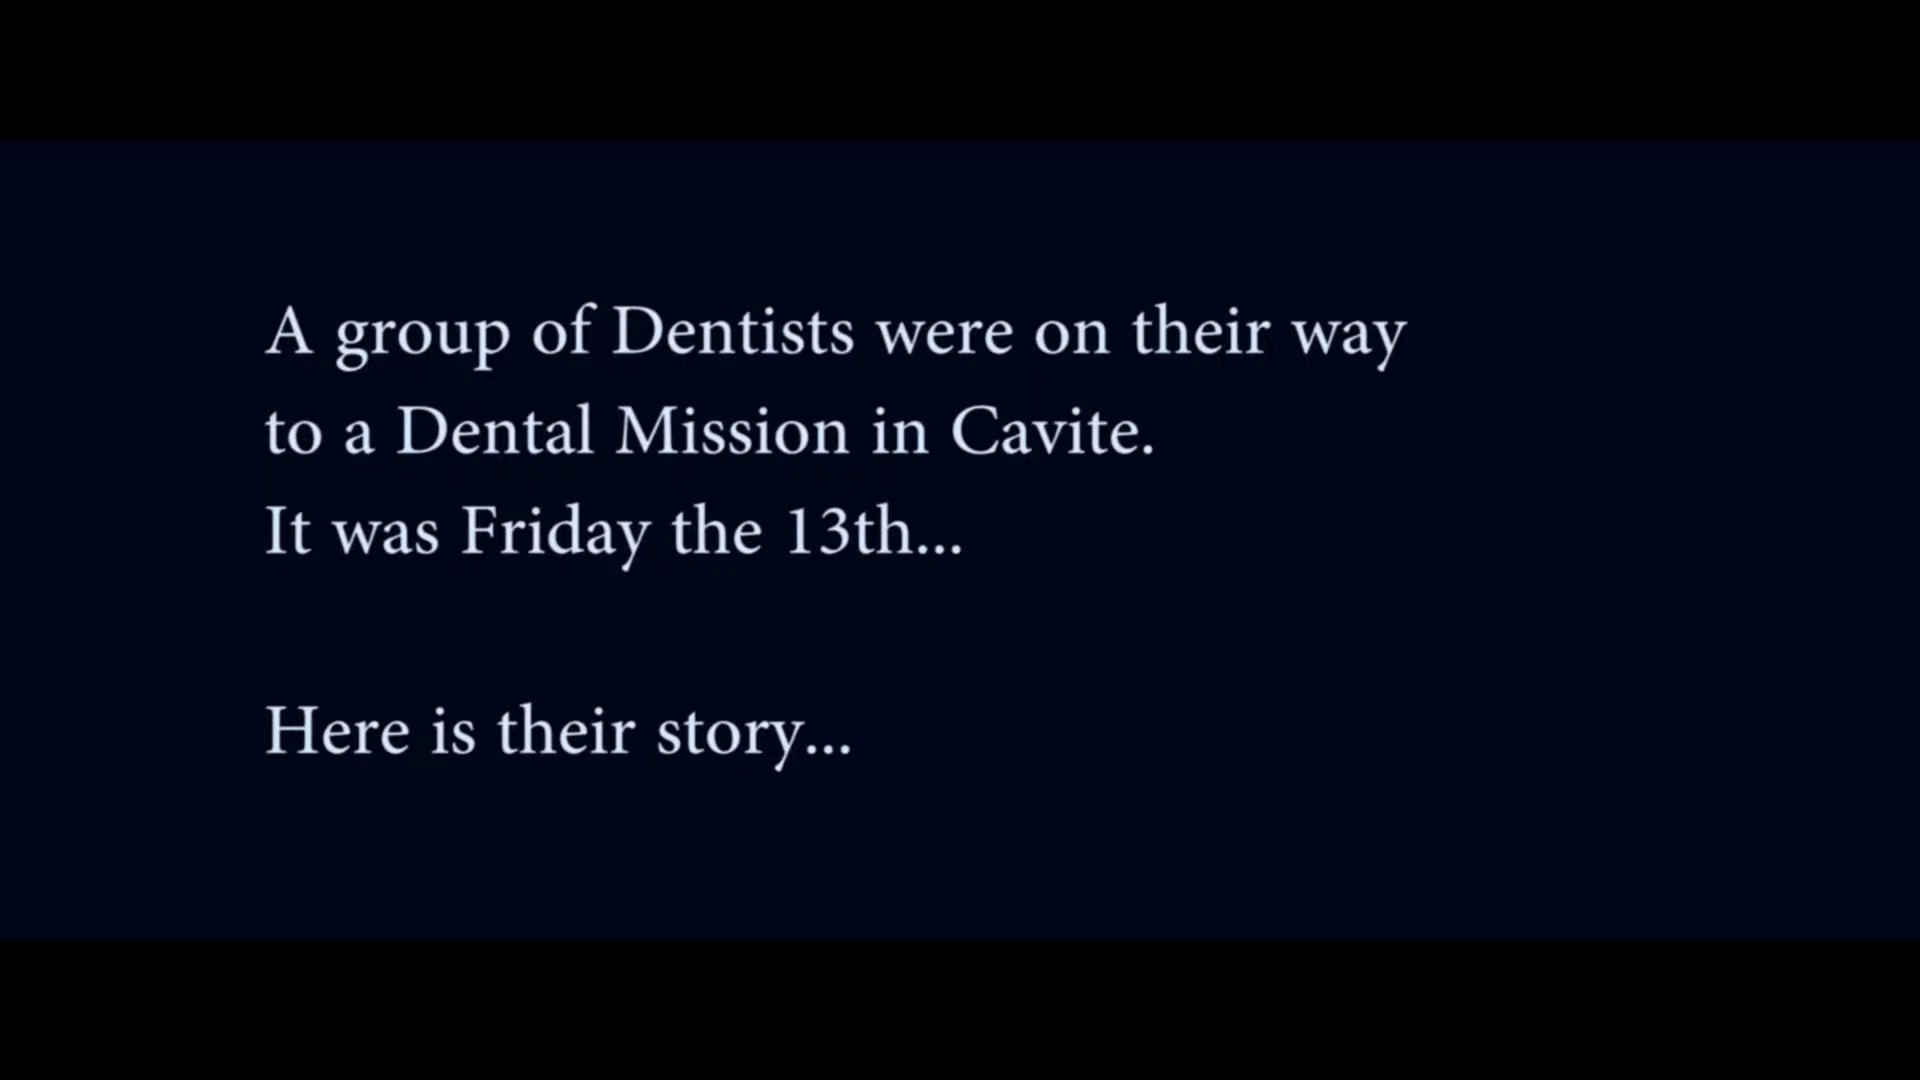 A group of Dentists were on their way
to a Dental Mission in Cavite.
It was Friday the 13th...
Here is their story...